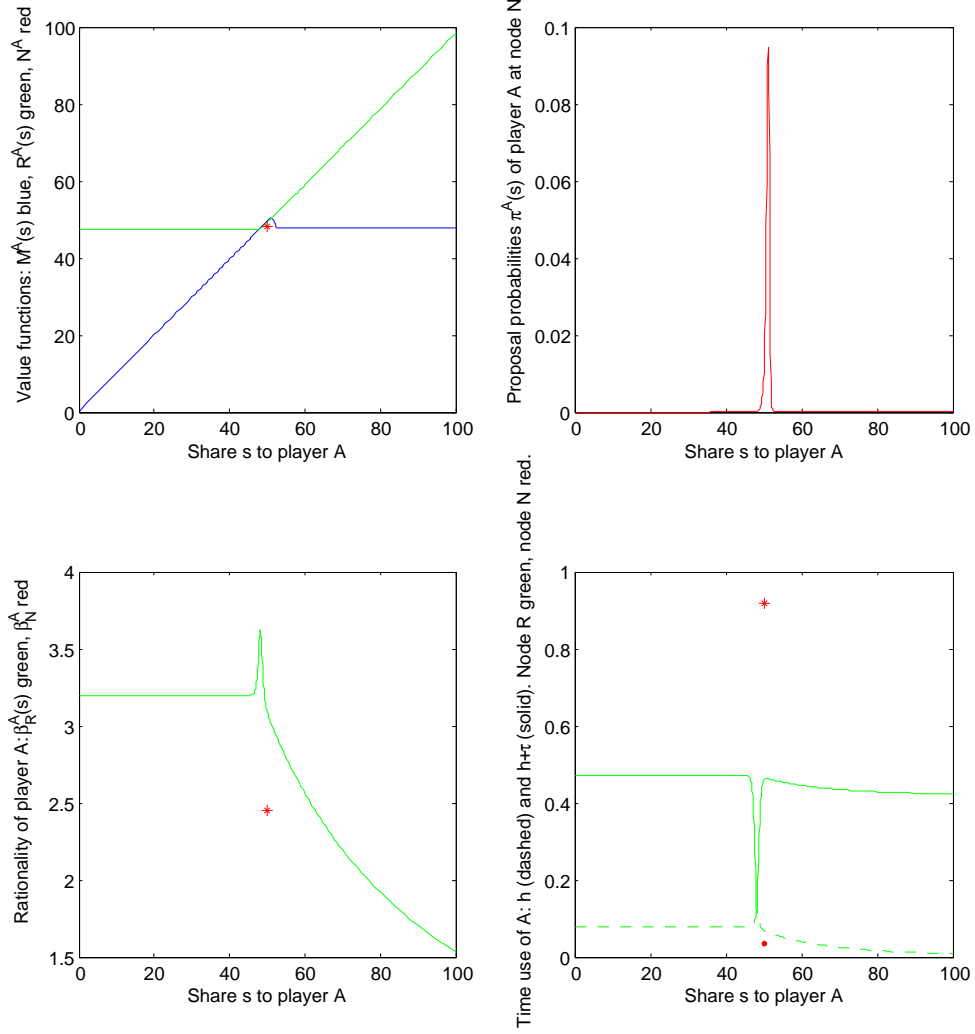 Value functions: M^A(s) blue, R^A(s) green, N^A red
100
80
60
40
20
0
0 20 40 60 80 100
Share s to player A
Proposal probabilities π^A(s) of player A at node N
0.1
0.08
0.06
0.04
0.02
0
0 20 40 60 80 100
Share s to player A
Rationality of player A:β_R^A(s) green, β_N^A red
4
3.5
3
2.5
2
1.5
0 20 40 60 80 100
Share s to player A
Time use of A: h (dashed) and h+τ (solid). Node R green, node N red.
1
0.8
0.6
0.4
0.2
0
0 20 40 60 80 100
Share s to player A